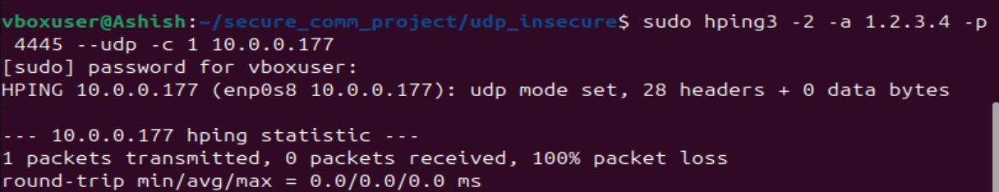 vboxuser@Ashish:~/secure_comm_project/udp_insecure$ sudo hping3 -2 -a 1.2.3.4 -p
 4445 --udp -c 1 10.0.0.177
[sudo] password for vboxuser:
HPING 10.0.0.177 (enp0s8 10.0.0.177): udp mode set, 28 headers + 0 data bytes

--- 10.0.0.177 hping statistic ---
1 packets transmitted, 0 packets received, 100% packet loss
round-trip min/avg/max = 0.0/0.0/0.0 ms